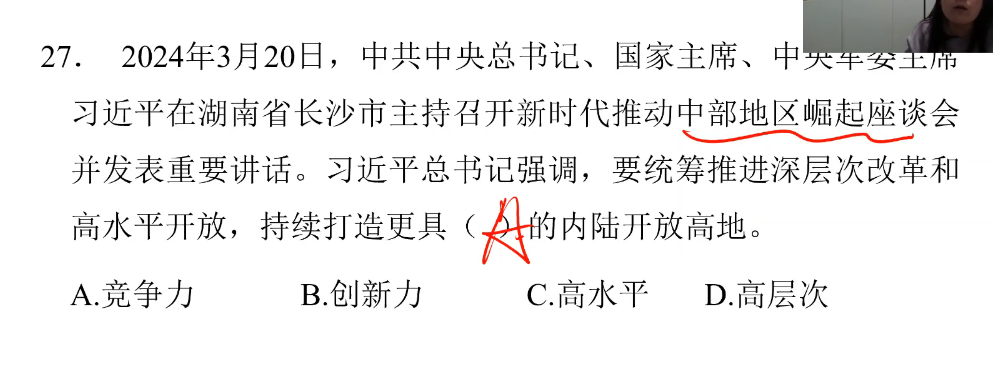 27. 2024年3月20日，中共中央总书记、国家主席、中央军委主席
习近平在湖南省长沙市主持召开新时代推动中部地区崛起座谈会
并发表重要讲话。习近平总书记强调，要统筹推进深层次改革和
高水平开放，持续打造更具（A）的内陆开放高地。
A.竞争力 B.创新力 C.高水平 D.高层次